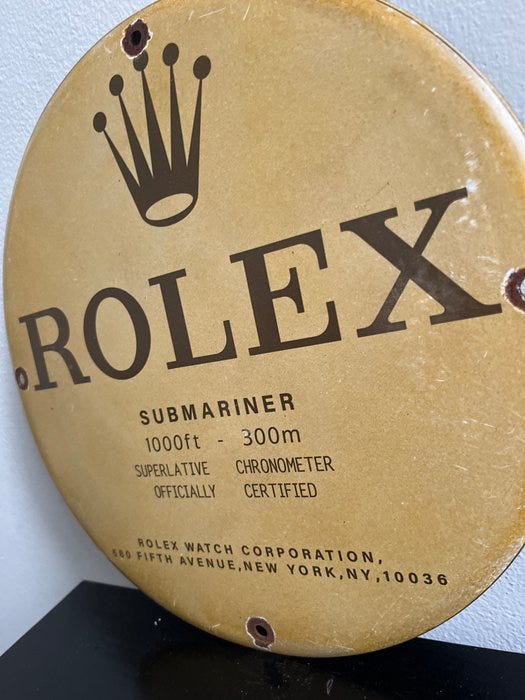 ROLEX
SUBMARINER
1000ft - 300m
SUPERLATIVE CHRONOMETER
OFFICIALLY CERTIFIED
ROLEX WATCH CORPORATION,
580 FIFTH AVENUE,NEW YORK,NY,10036